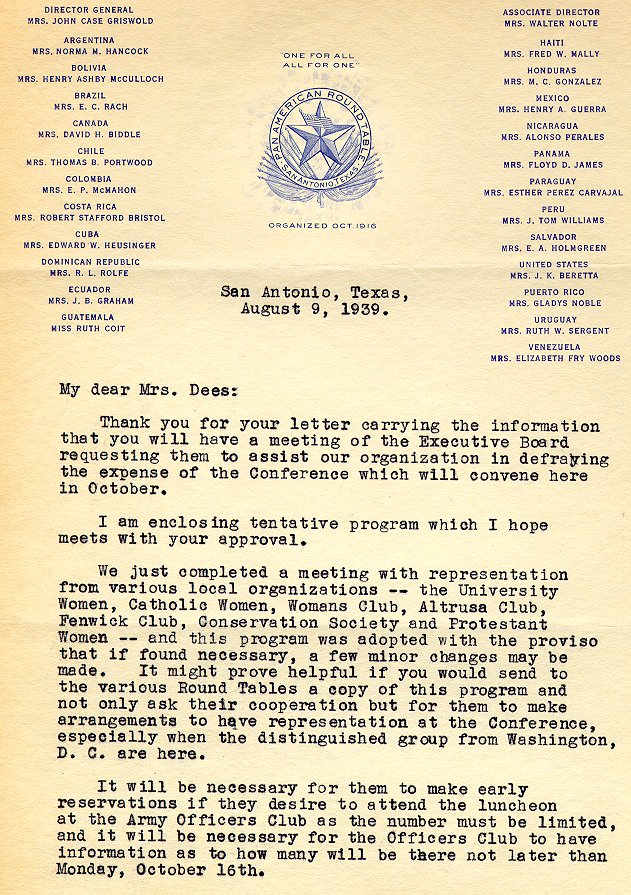 DIRECTOR GENERAL
MRS. JOHN CASE GRISWOLD
ARGENTINA
MRS. NORMA M. HANCOCK
BOLIVIA
MRS. HENRY ASHBY McCULLOCH
BRAZIL
MRS. E. C. RACH
CANADA
MRS. DAVID H. BIDDLE
CHILE
MRS. THOMAS B. PORTWOOD
COLOMBIA
MRS. E. P. McMAHON
COSTA RICA
MRS. ROBERT STAFFORD BRISTOL
CUBA
MRS. EDWARD W. HEUSINGER
DOMINICAN REPUBLIC
MRS. R. L. ROLFE
ECUADOR
MRS. J. B. GRAHAM
GUATEMALA
MISS RUTH COIT
"ONE FOR ALL
ALL FOR ONE"
PAN AMERICAN ROUND TABLE
SAN ANTONIO, TEXAS
ORGANIZED OCT. 1916
ASSOCIATE DIRECTOR
MRS. WALTER NOLTE
HAITI
MRS. FRED W. MALLY
HONDURAS
MRS. M. C. GONZALEZ
MEXICO
MRS. HENRY A. GUERRA
NICARAGUA
MRS. ALONSO PERALES
PANAMA
MRS. FLOYD D. JAMES
PARAGUAY
MRS. ESTHER PEREZ CARVAJAL
PERU
MRS. J. TOM WILLIAMS
SALVADOR
MRS. E. A. HOLMGREEN
UNITED STATES
MRS. J. K. BERETTA
PUERTO RICO
MRS. GLADYS NOBLE
URUGUAY
MRS. RUTH W. SERGENT
VENEZUELA
MRS. ELIZABETH FRY WOODS
San Antonio, Texas,
August 9, 1939.
My dear Mrs. Dees:
Thank you for your letter carrying the information
that you will have a meeting of the Executive Board
requesting them to assist our organization in defraying
the expense of the Conference which will convene here
in October.
I am enclosing tentative program which I hope
meets with your approval.
We just completed a meeting with representation
from various local organizations -- the University
Women, Catholic Women, Womans Club, Altrusa Club,
Fenwick Club, Conservation Society and Protestant
Women -- and this program was adopted with the proviso
that if found necessary, a few minor changes may be
made. It might prove helpful if you would send to
the various Round Tables a copy of this program and
not only ask their cooperation but for them to make
arrangements to have representation at the Conference,
especially when the distinguished group from Washington,
D. C. are here.
It will be necessary for them to make early
reservations if they desire to attend the luncheon
at the Army Officers Club as the number must be limited,
and it will be necessary for the Officers Club to have
information as to how many will be there not later than
Monday, October 16th.